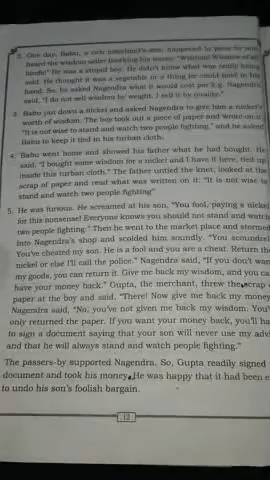 2. One day, Babu, a rich merchant's son, happened to pass by and
heard the wisdom seller shouting his wares: "Wisdom! Wisdom of all
kinds!" He was a stupid boy. He didn't know what was really being
sold. He thought it was a vegetable or a thing he could hold in his
hand. So, he asked Nagendra what it would cost per kg. Nagendra
said, "I do not sell wisdom by weight. I sell it by quality."
3. Babu put down a nickel and asked Nagendra to give him a nickel's
worth of wisdom. The boy took out a piece of paper and wrote on it
"It is not wise to stand and watch two people fighting," and he asked
Babu to keep it tied in his turban cloth.
4. Babu went home and showed his father what he had bought. He
said, "I bought some wisdom for a nickel and I have it here, tied up
inside this turban cloth." The father untied the knot, looked at the
scrap of paper and read what was written on it: "It is not wise to
stand and watch two people fighting"
5. He was furious. He screamed at his son, "You fool, paying a nickel
for this nonsense! Everyone knows you should not stand and watch
two people fighting." Then he went to the market place and stormed
into Nagendra's shop and scolded him soundly. "You scoundrel
You've cheated my son. He is a fool and you are a cheat. Return the
nickel or else I'll call the police." Nagendra said, "If you don't wan
my goods, you can return it. Give me back my wisdom, and you ca
have your money back." Gupta, the merchant, threw the scrap
paper at the boy and said, "There! Now give me back my money
Nagendra said, "No, you've not given me back my wisdom. You'
only returned the paper. If you want your money back, you'll ha
to sign a document saying that your son will never use my advi
and that he will always stand and watch people fighting."
The passers-by supported Nagendra. So, Gupta readily signed
document and took his money. He was happy that it had been e
to undo his son's foolish bargain.
12